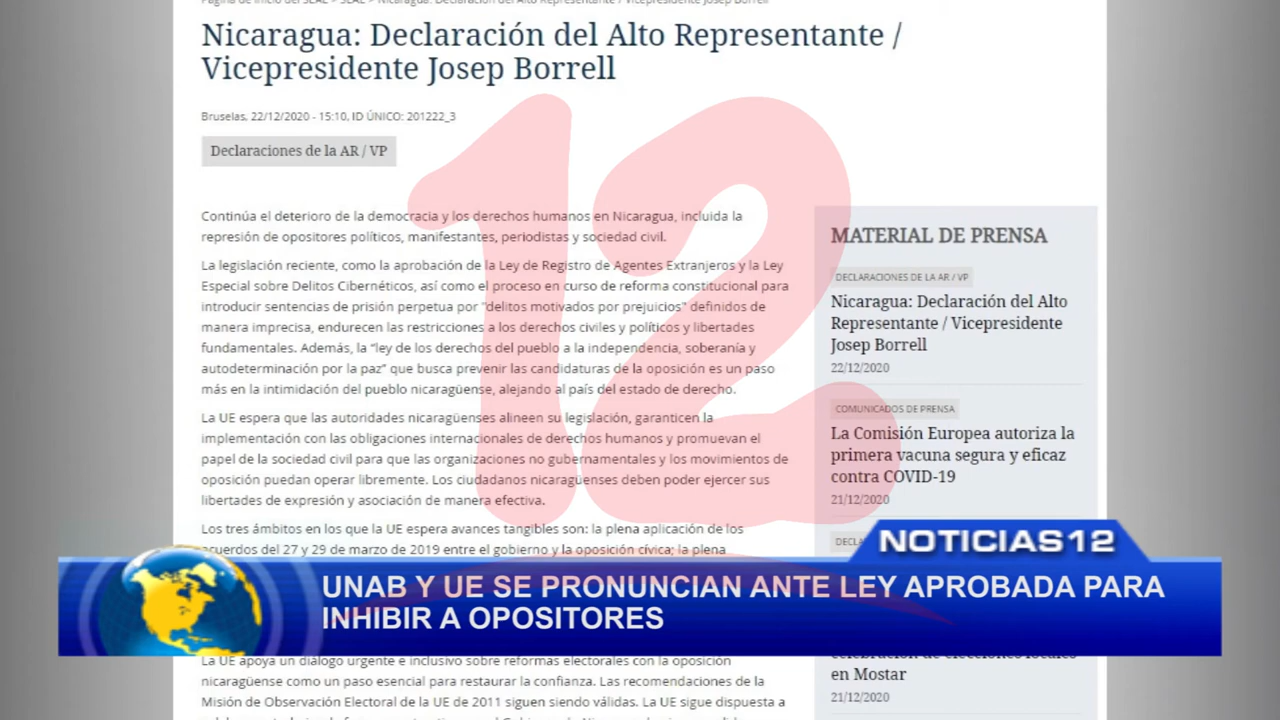 Página de inicio del SEAE > SEAE > Nicaragua: Declaración del Alto Representante / Vicepresidente Josep Borrell
Nicaragua: Declaración del Alto Representante /
Vicepresidente Josep Borrell
Bruselas, 22/12/2020 - 15:10, ID ÚNICO: 201222_3
Declaraciones de la AR / VP
Continúa el deterioro de la democracia y los derechos humanos en Nicaragua, incluida la
represión de opositores políticos, manifestantes, periodistas y sociedad civil.
La legislación reciente, como la aprobación de la Ley de Registro de Agentes Extranjeros y la Ley
Especial sobre Delitos Cibernéticos, así como el proceso en curso de reforma constitucional para
introducir sentencias de prisión perpetua por "delitos motivados por prejuicios" definidos de
manera imprecisa, endurecen las restricciones a los derechos civiles y políticos y libertades
fundamentales. Además, la "ley de los derechos del pueblo a la independencia, soberanía y
autodeterminación por la paz" que busca prevenir las candidaturas de la oposición es un paso
más en la intimidación del pueblo nicaragüense, alejando al país del estado de derecho.
La UE espera que las autoridades nicaragüenses alineen su legislación, garanticen la
implementación con las obligaciones internacionales de derechos humanos y promuevan el
papel de la sociedad civil para que las organizaciones no gubernamentales y los movimientos de
oposición puedan operar libremente. Los ciudadanos nicaragüenses deben poder ejercer sus
libertades de expresión y asociación de manera efectiva.
Los tres ámbitos en los que la UE espera avances tangibles son: la plena aplicación de los
acuerdos del 27 y 29 de marzo de 2019 entre el gobierno y la oposición cívica; la plena
La UE apoya un diálogo urgente e inclusivo sobre reformas electorales con la oposición
nicaragüense como un paso esencial para restaurar la confianza. Las recomendaciones de la
Misión de Observación Electoral de la UE de 2011 siguen siendo válidas. La UE sigue dispuesta a
MATERIAL DE PRENSA
DECLARACIONES DE LA AR / VP
Nicaragua: Declaración del Alto
Representante / Vicepresidente
Josep Borrell
22/12/2020
COMUNICADOS DE PRENSA
La Comisión Europea autoriza la
primera vacuna segura y eficaz
contra COVID-19
21/12/2020
celebración de elecciones locales
en Mostar
21/12/2020
12
NOTICIAS12
UNAB Y UE SE PRONUNCIAN ANTE LEY APROBADA PARA
INHIBIR A OPOSITORES